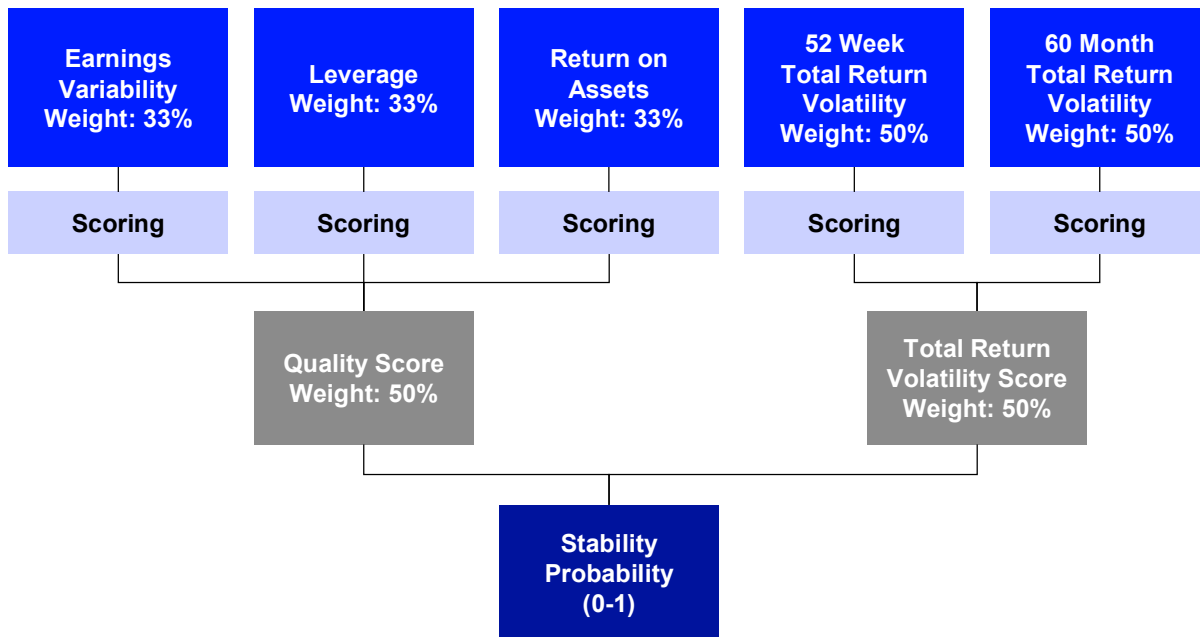 Earnings
Variability
Weight: 33%
Leverage
Weight: 33%
Return on
Assets
Weight: 33%
52 Week
Total Return
Volatility
Weight: 50%
60 Month
Total Return
Volatility
Weight: 50%
Scoring
Scoring
Scoring
Scoring
Scoring
Quality Score
Weight: 50%
Total Return
Volatility Score
Weight: 50%
Stability
Probability
(0-1)